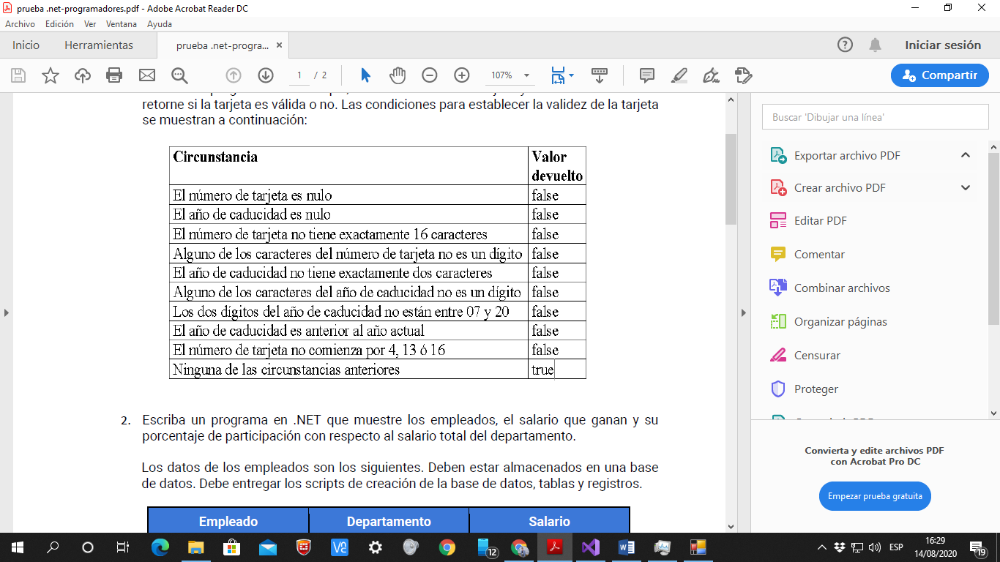 prueba .net-programadores.pdf - Adobe Acrobat Reader DC
Archivo Edición Ver Ventana Ayuda
Inicio Herramientas prueba .net-progra... ×
? Iniciar sesión
1 / 2 107% Compartir
retorne si la tarjeta es válida o no. Las condiciones para establecer la validez de la tarjeta
se muestran a continuación:
Circunstancia Valor
devuelto
El número de tarjeta es nulo false
El año de caducidad es nulo false
El número de tarjeta no tiene exactamente 16 caracteres false
Alguno de los caracteres del número de tarjeta no es un dígito false
El año de caducidad no tiene exactamente dos caracteres false
Alguno de los caracteres del año de caducidad no es un dígito false
Los dos dígitos del año de caducidad no están entre 07 y 20 false
El año de caducidad es anterior al año actual false
El número de tarjeta no comienza por 4, 13 ó 16 false
Ninguna de las circunstancias anteriores true
2. Escriba un programa en .NET que muestre los empleados, el salario que ganan y su
porcentaje de participación con respecto al salario total del departamento.
Los datos de los empleados son los siguientes. Deben estar almacenados en una base
de datos. Debe entregar los scripts de creación de la base de datos, tablas y registros.
Empleado Departamento Salario
Buscar 'Dibujar una línea'
Exportar archivo PDF
Crear archivo PDF
Editar PDF
Comentar
Combinar archivos
Organizar páginas
Censurar
Proteger
Convierta y edite archivos PDF
con Acrobat Pro DC
Empezar prueba gratuita
12
ESP
16:29
14/08/2020
19